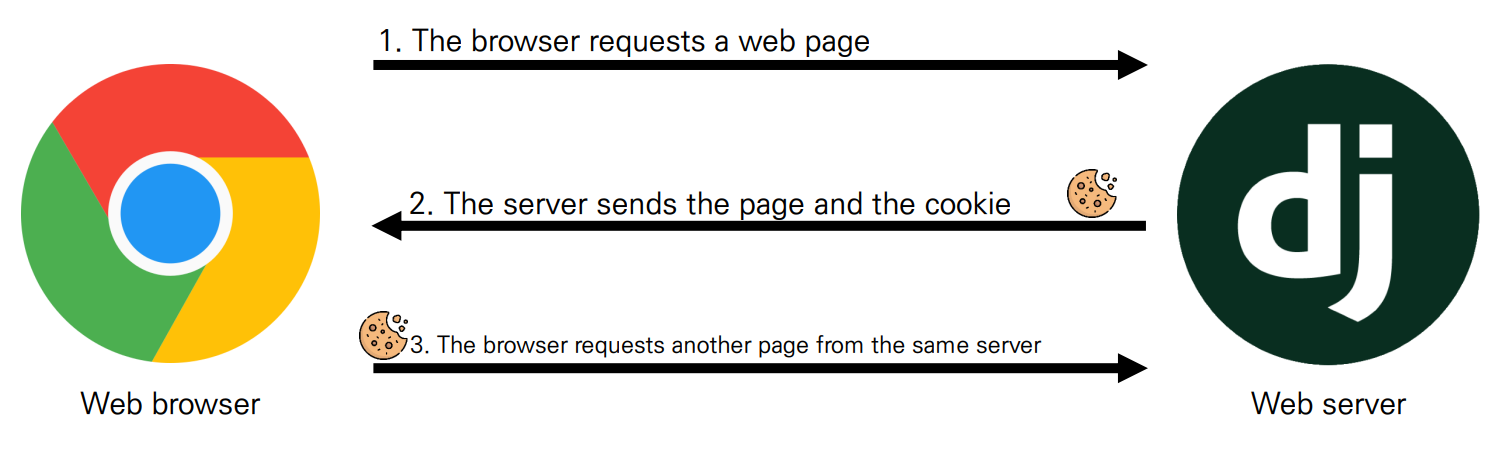 1. The browser requests a web page
2. The server sends the page and the cookie
3. The browser requests another page from the same server
Web browser
Web server
dj